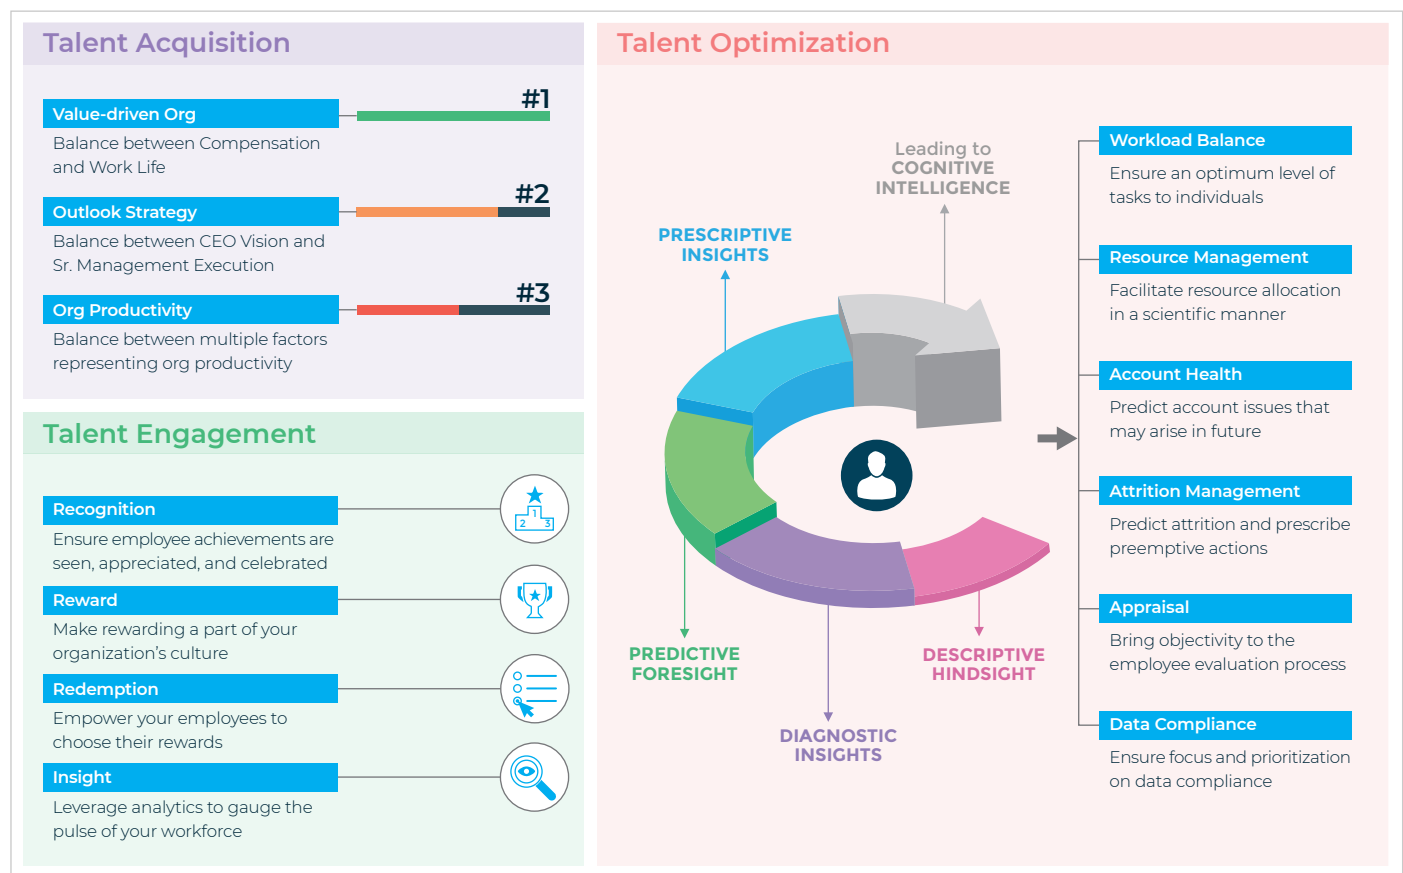 Talent Acquisition
Value-driven Org
#1
Balance between Compensation
and Work Life
Outlook Strategy
#2
Balance between CEO Vision and
Sr. Management Execution
Org Productivity
#3
Balance between multiple factors
representing org productivity
Talent Engagement
Recognition
1
2
3
Ensure employee achievements are
seen, appreciated, and celebrated
Reward
Make rewarding a part of your
organization’s culture
Redemption
Empower your employees to
choose their rewards
Insight
Leverage analytics to gauge the
pulse of your workforce
Talent Optimization
Leading to
COGNITIVE
INTELLIGENCE
PRESCRIPTIVE
INSIGHTS
PREDICTIVE
FORESIGHT
DIAGNOSTIC
INSIGHTS
DESCRIPTIVE
HINDSIGHT
Workload Balance
Ensure an optimum level of
tasks to individuals
Resource Management
Facilitate resource allocation
in a scientific manner
Account Health
Predict account issues that
may arise in future
Attrition Management
Predict attrition and prescribe
preemptive actions
Appraisal
Bring objectivity to the
employee evaluation process
Data Compliance
Ensure focus and prioritization
on data compliance